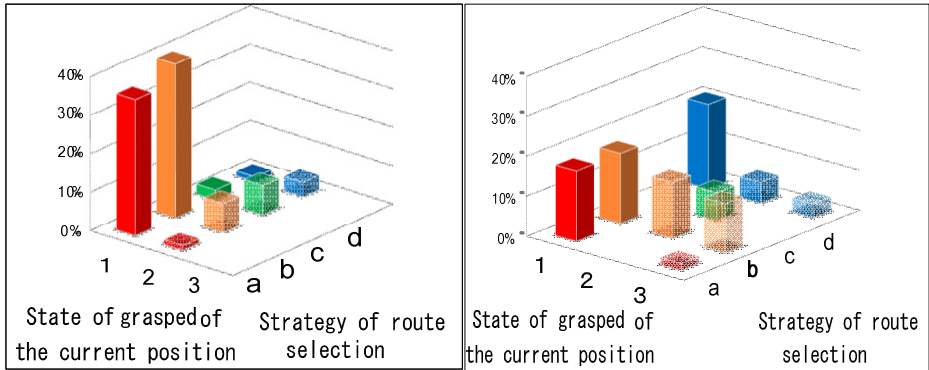 40%
30%
20%
10%
0%
1
2
3
a
b
c
d
State of grasped of
the current position
Strategy of route
selection
40%
30%
20%
10%
0%
1
2
3
a
b
c
d
State of grasped of
the current position
Strategy of route
selection